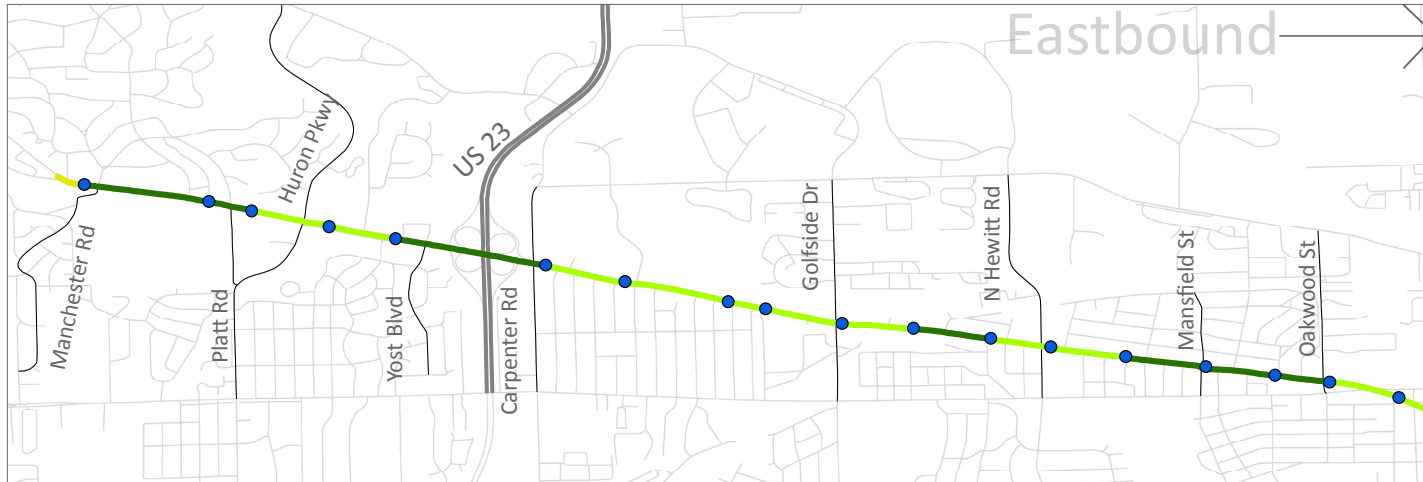 Eastbound
US 23
Huron Pkwy
Manchester Rd
Platt Rd
Yost Blvd
Carpenter Rd
Golfside Dr
N Hewitt Rd
Mansfield St
Oakwood St